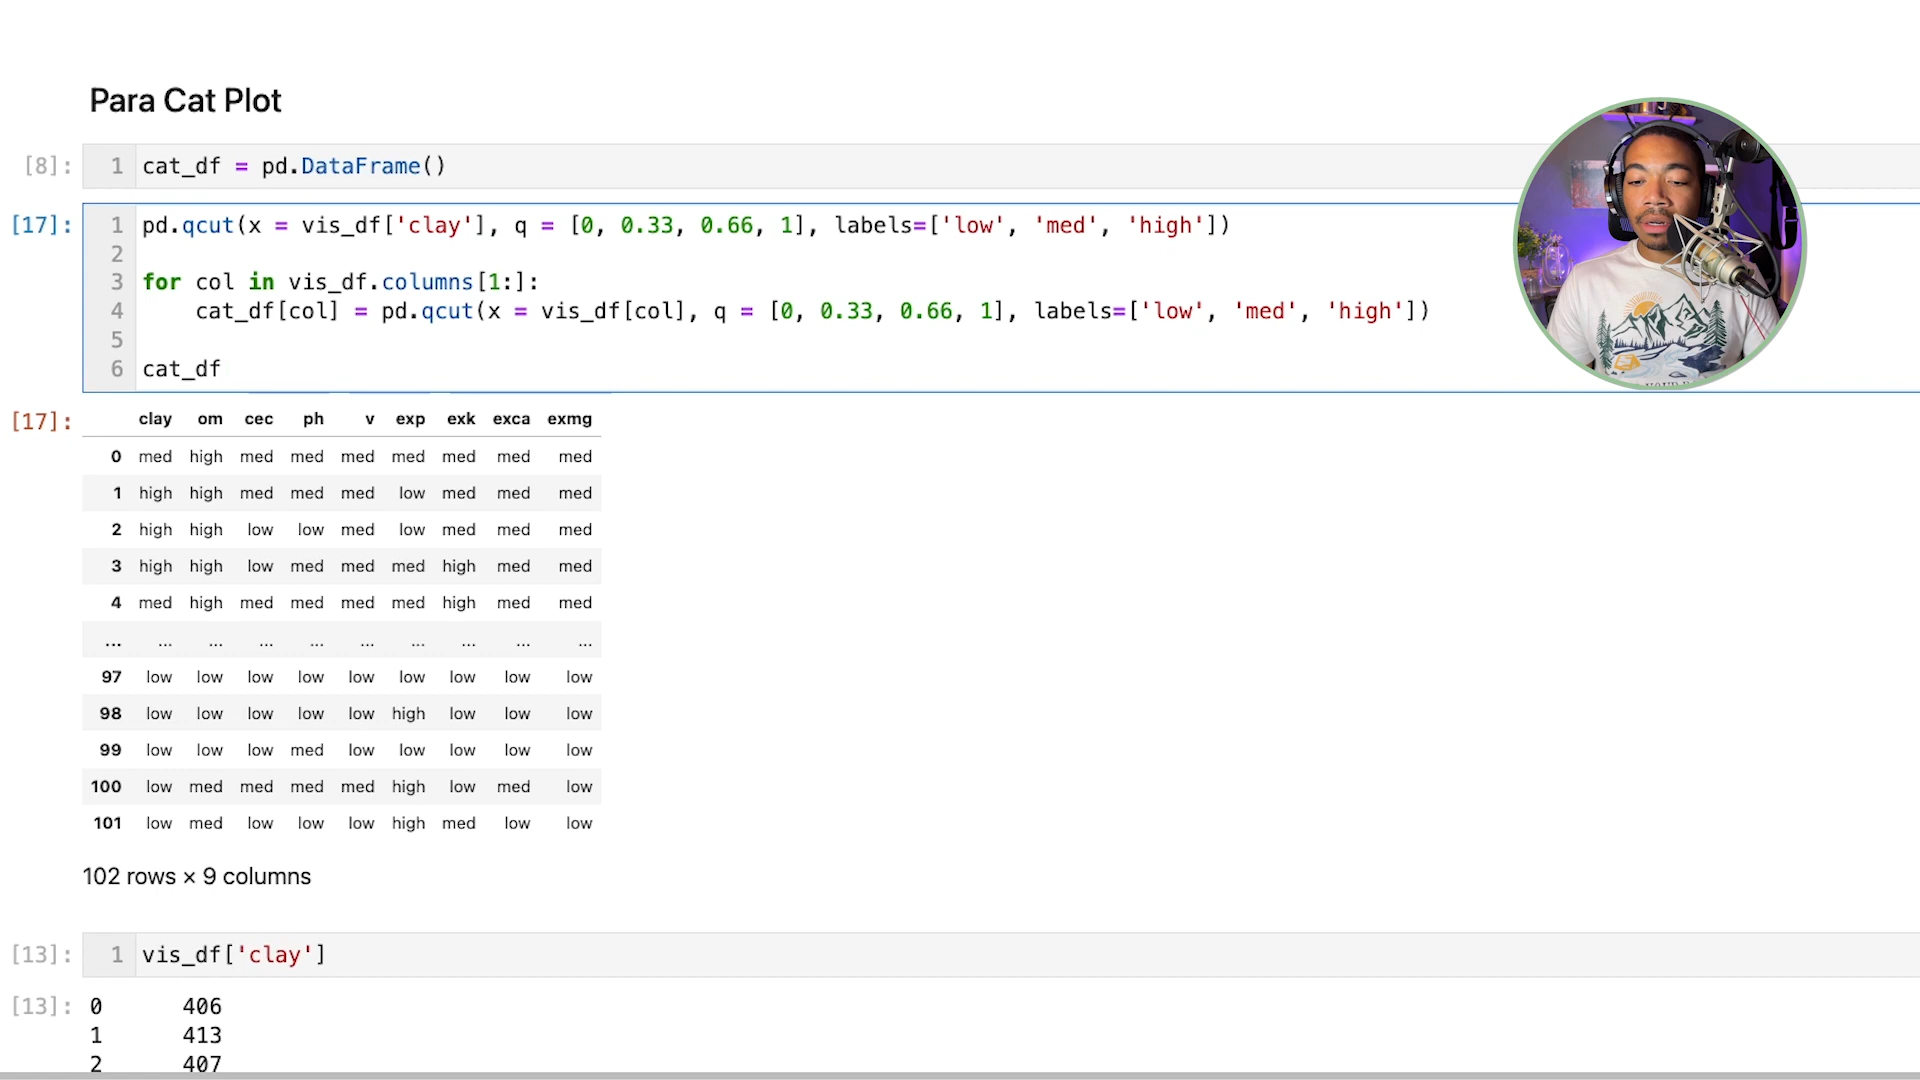 Para Cat Plot
[8]: 1 cat_df = pd.DataFrame()
[17]: 1 pd.qcut(x = vis_df['clay'], q = [0, 0.33, 0.66, 1], labels=['low', 'med', 'high'])
2
3 for col in vis_df.columns[1:]:
4 cat_df[col] = pd.qcut(x = vis_df[col], q = [0, 0.33, 0.66, 1], labels=['low', 'med', 'high'])
5
6 cat_df
[17]: clay om cec ph v exp exk exca exmg
0 med high med med med med med med med
1 high high med med med low med med med
2 high high low low med low med med med
3 high high low med med med high med med
4 med high med med med med high med med
... ... ... ... ... ... ... ... ... ...
97 low low low low low low low low low
98 low low low low low high low low low
99 low low low med low low low low low
100 low med med med med high low med low
101 low med low low low high med low low
102 rows × 9 columns
[13]: 1 vis_df['clay']
[13]: 0 406
1 413
2 407